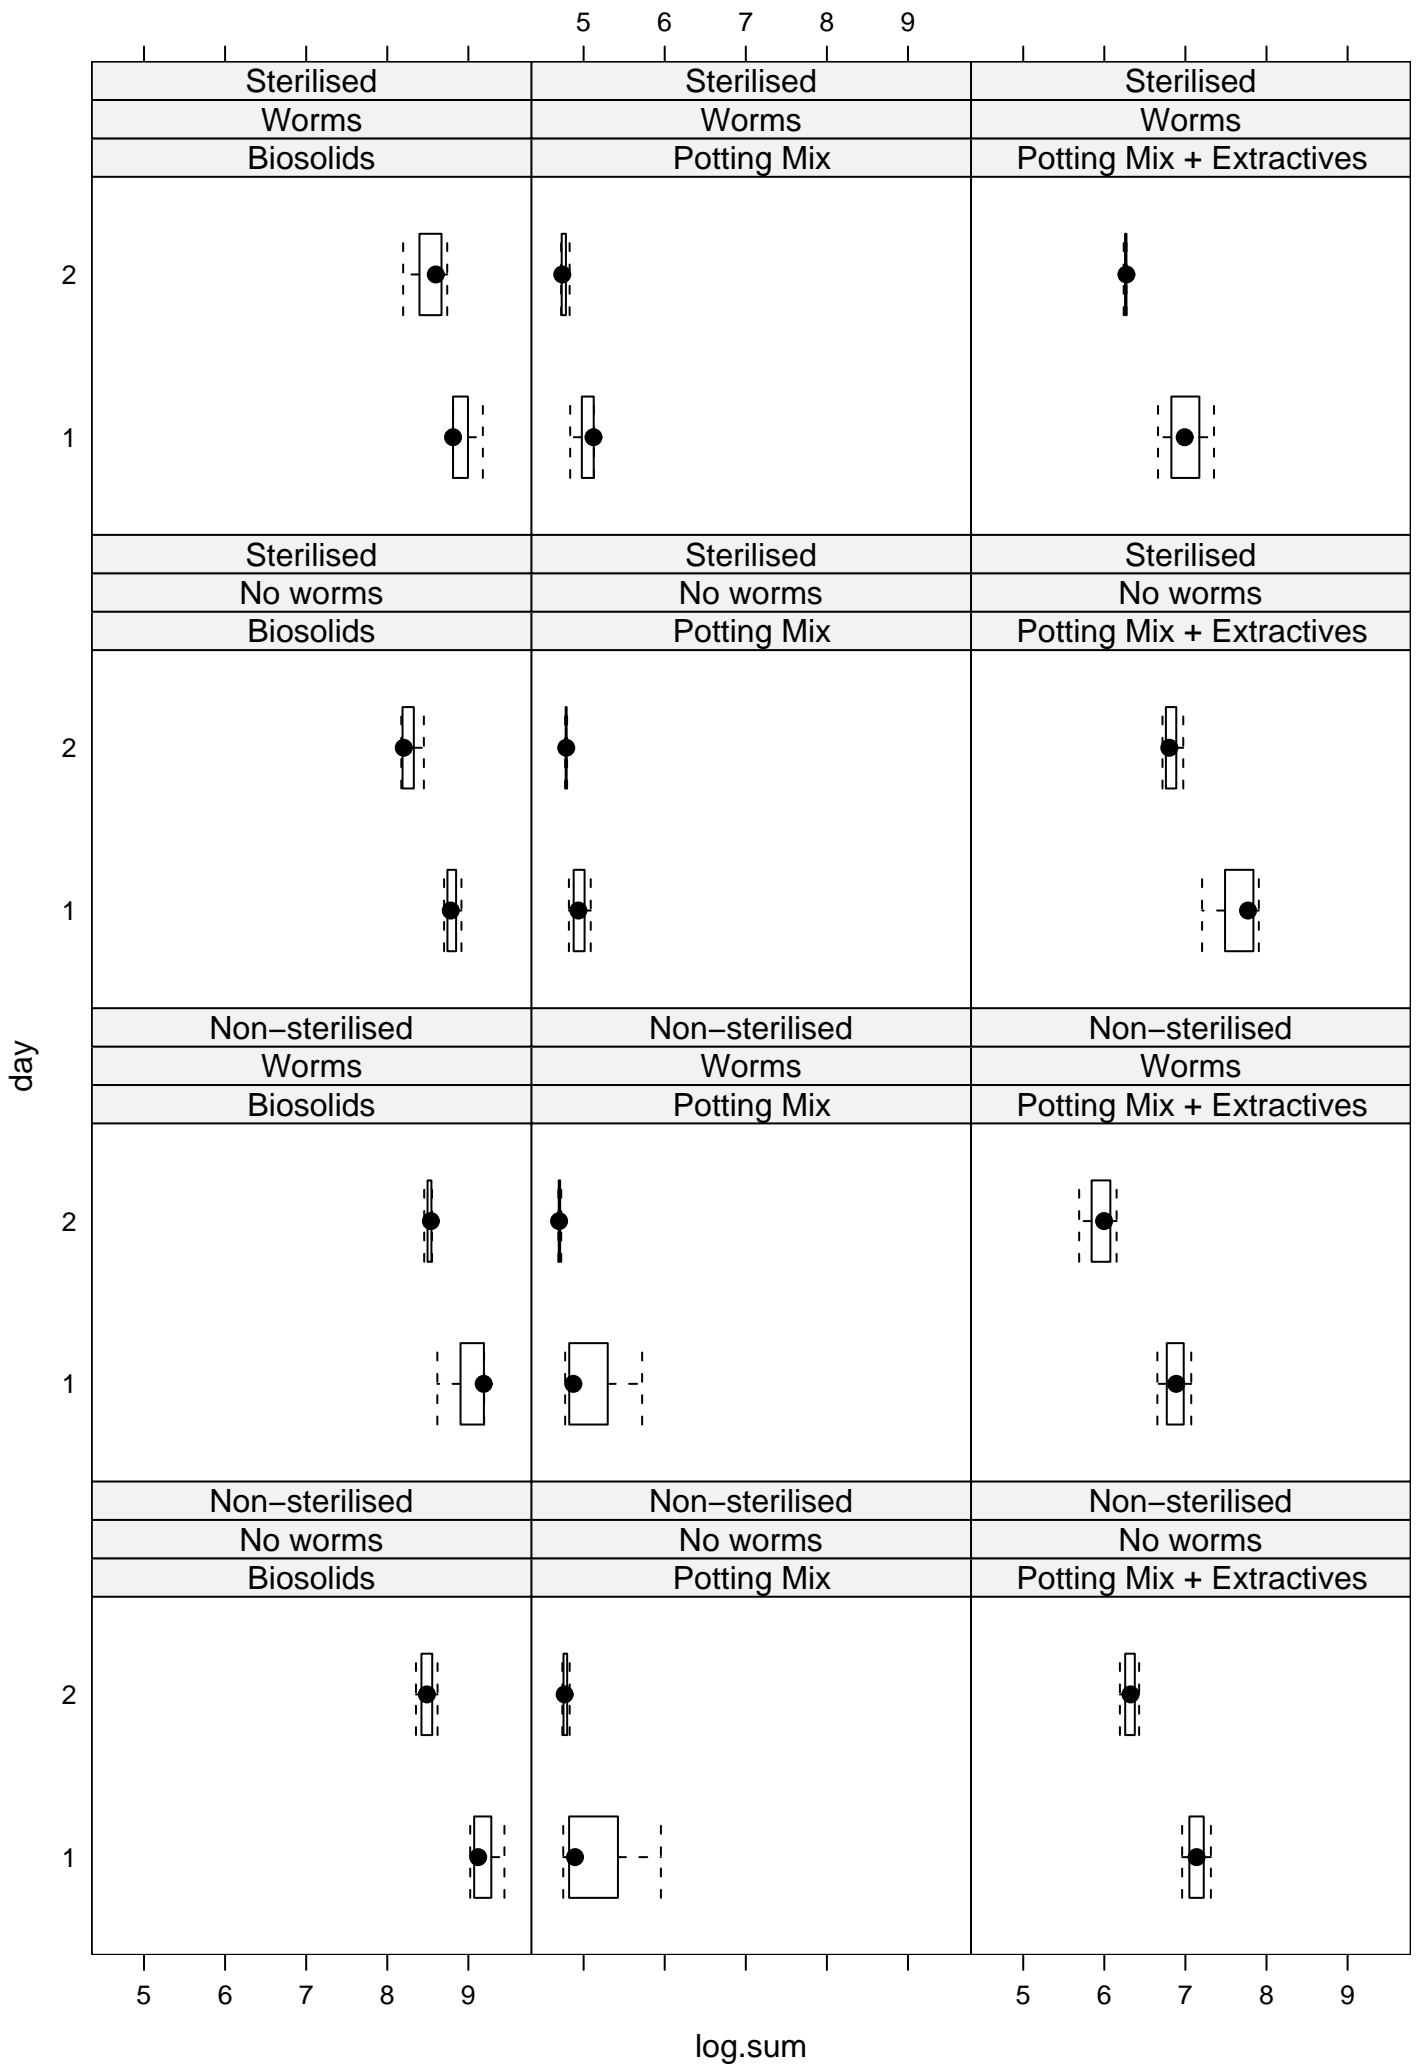 5 6 7 8 9
Sterilised Sterilised Sterilised
Worms Worms Worms
Biosolids Potting Mix Potting Mix + Extractives
2
1
Sterilised Sterilised Sterilised
No worms No worms No worms
Biosolids Potting Mix Potting Mix + Extractives
2
1
Non−sterilised Non−sterilised Non−sterilised
Worms Worms Worms
Biosolids Potting Mix Potting Mix + Extractives
day
2
1
Non−sterilised Non−sterilised Non−sterilised
No worms No worms No worms
Biosolids Potting Mix Potting Mix + Extractives
2
1
5 6 7 8 9 5 6 7 8 9
log.sum